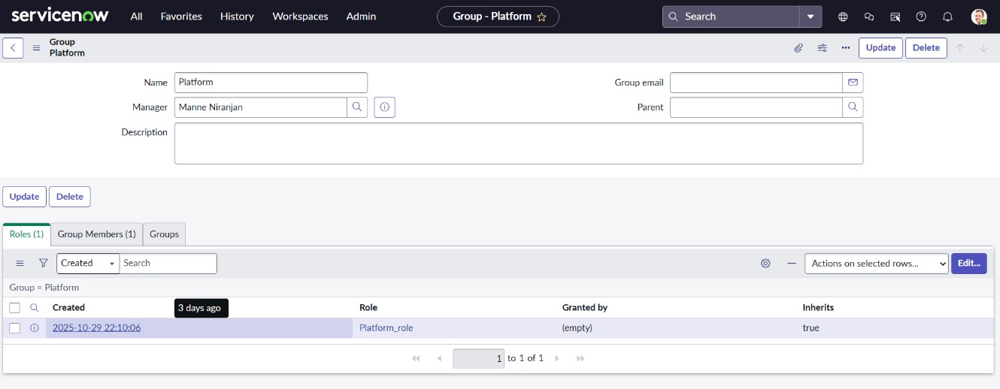 servicenow All Favorites History Workspaces Admin Group - Platform Search
Group
Platform
Update Delete
Name Platform Group email
Manager Manne Niranjan Parent
Description
Update Delete
Roles (1) Group Members (1) Groups
Created Search Actions on selected rows... Edit...
Group = Platform
Created 3 days ago Role Granted by Inherits
2025-10-29 22:10:06 Platform_role (empty) true
1 to 1 of 1